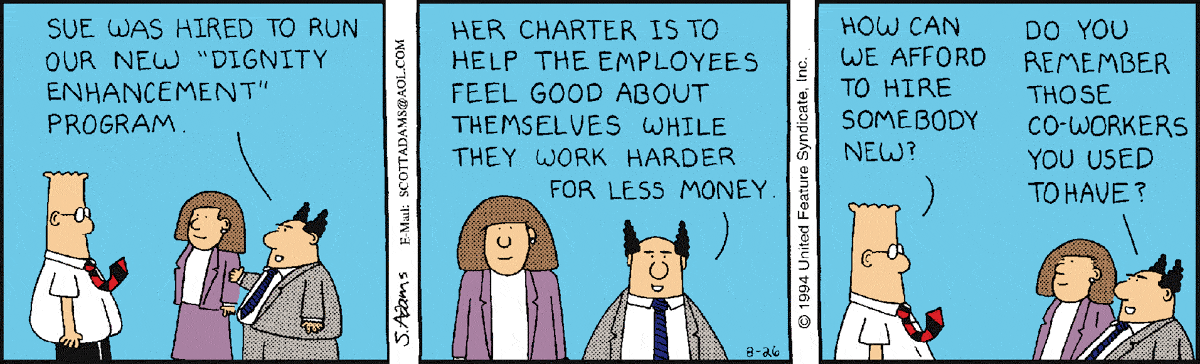 SUE WAS HIRED TO RUN
OUR NEW "DIGNITY
ENHANCEMENT"
PROGRAM.
S. Adams
E-Mail: SCOTTADAMS@AOL.COM
HER CHARTER IS TO
HELP THE EMPLOYEES
FEEL GOOD ABOUT
THEMSELVES WHILE
THEY WORK HARDER
FOR LESS MONEY.
8-26
© 1994 United Feature Syndicate, Inc.
HOW CAN
WE AFFORD
TO HIRE
SOMEBODY
NEW?
DO YOU
REMEMBER
THOSE
CO-WORKERS
YOU USED
TO HAVE?